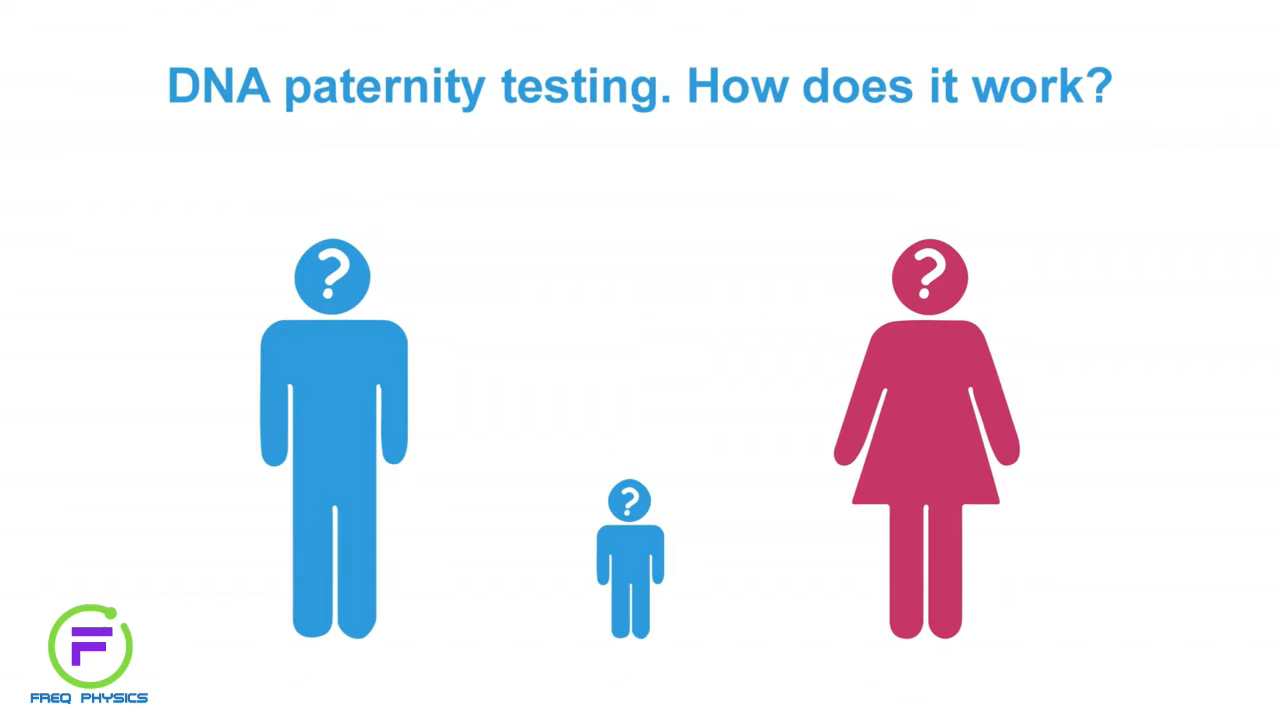 DNA paternity testing. How does it work?
?
?
?
F
FREQ PHYSICS